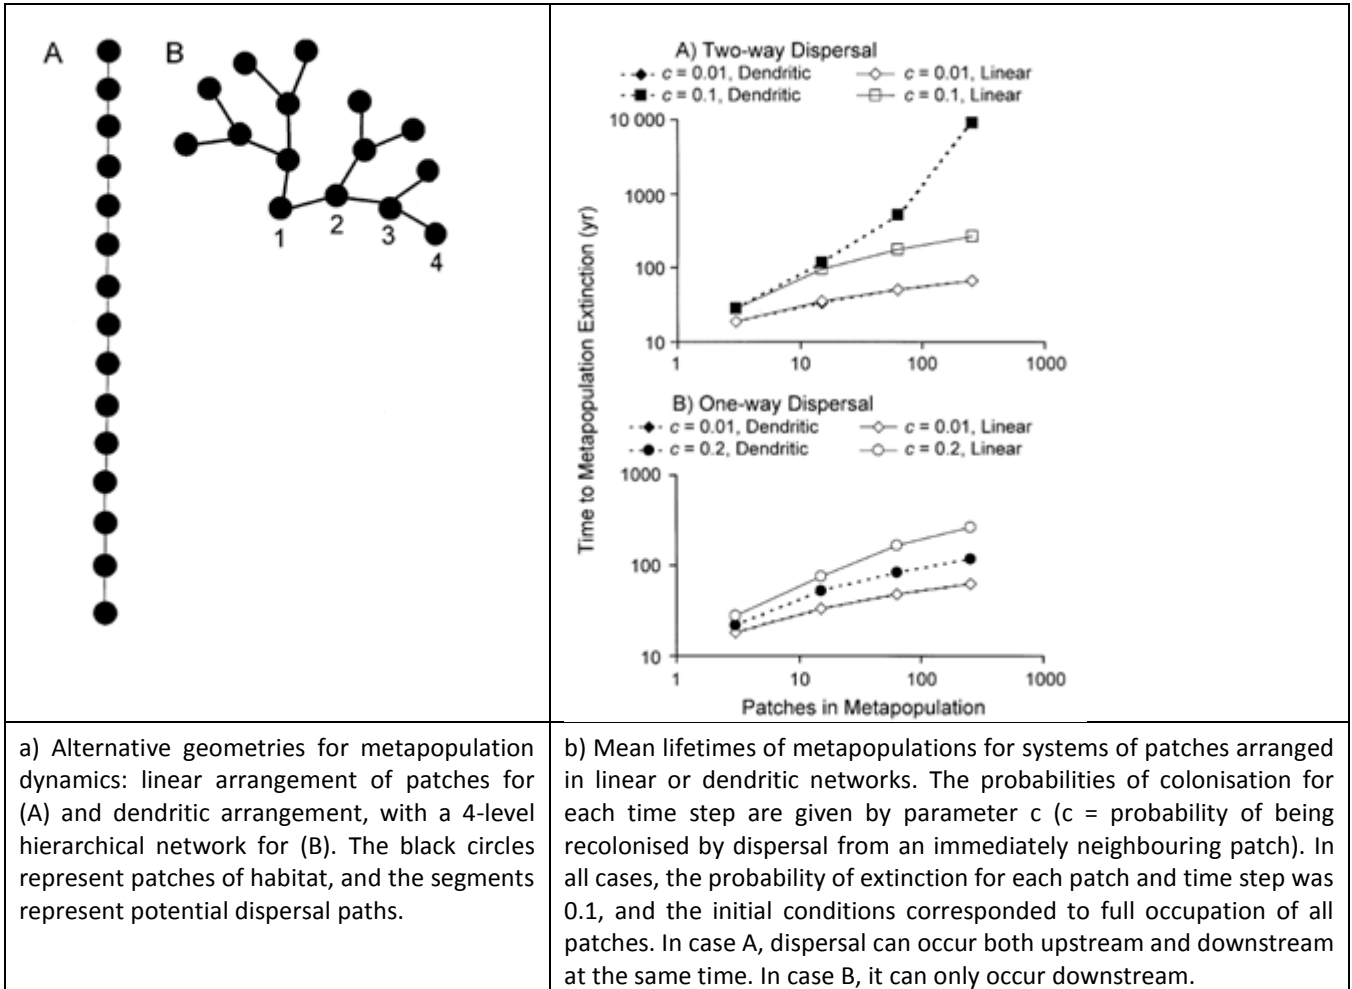 A
B
1
2
3
4
A) Two-way Dispersal
c = 0.01, Dendritic
c = 0.01, Linear
c = 0.1, Dendritic
c = 0.1, Linear
10 000
1000
100
10
1
10
100
1000
B) One-way Dispersal
c = 0.01, Dendritic
c = 0.01, Linear
c = 0.2, Dendritic
c = 0.2, Linear
1000
100
10
1
10
100
1000
Time to Metapopulation Extinction (yr)
Patches in Metapopulation
a) Alternative geometries for metapopulation
dynamics: linear arrangement of patches for
(A) and dendritic arrangement, with a 4-level
hierarchical network for (B). The black circles
represent patches of habitat, and the segments
represent potential dispersal paths.
b) Mean lifetimes of metapopulations for systems of patches arranged
in linear or dendritic networks. The probabilities of colonisation for
each time step are given by parameter c (c = probability of being
recolonised by dispersal from an immediately neighbouring patch). In
all cases, the probability of extinction for each patch and time step was
0.1, and the initial conditions corresponded to full occupation of all
patches. In case A, dispersal can occur both upstream and downstream
at the same time. In case B, it can only occur downstream.